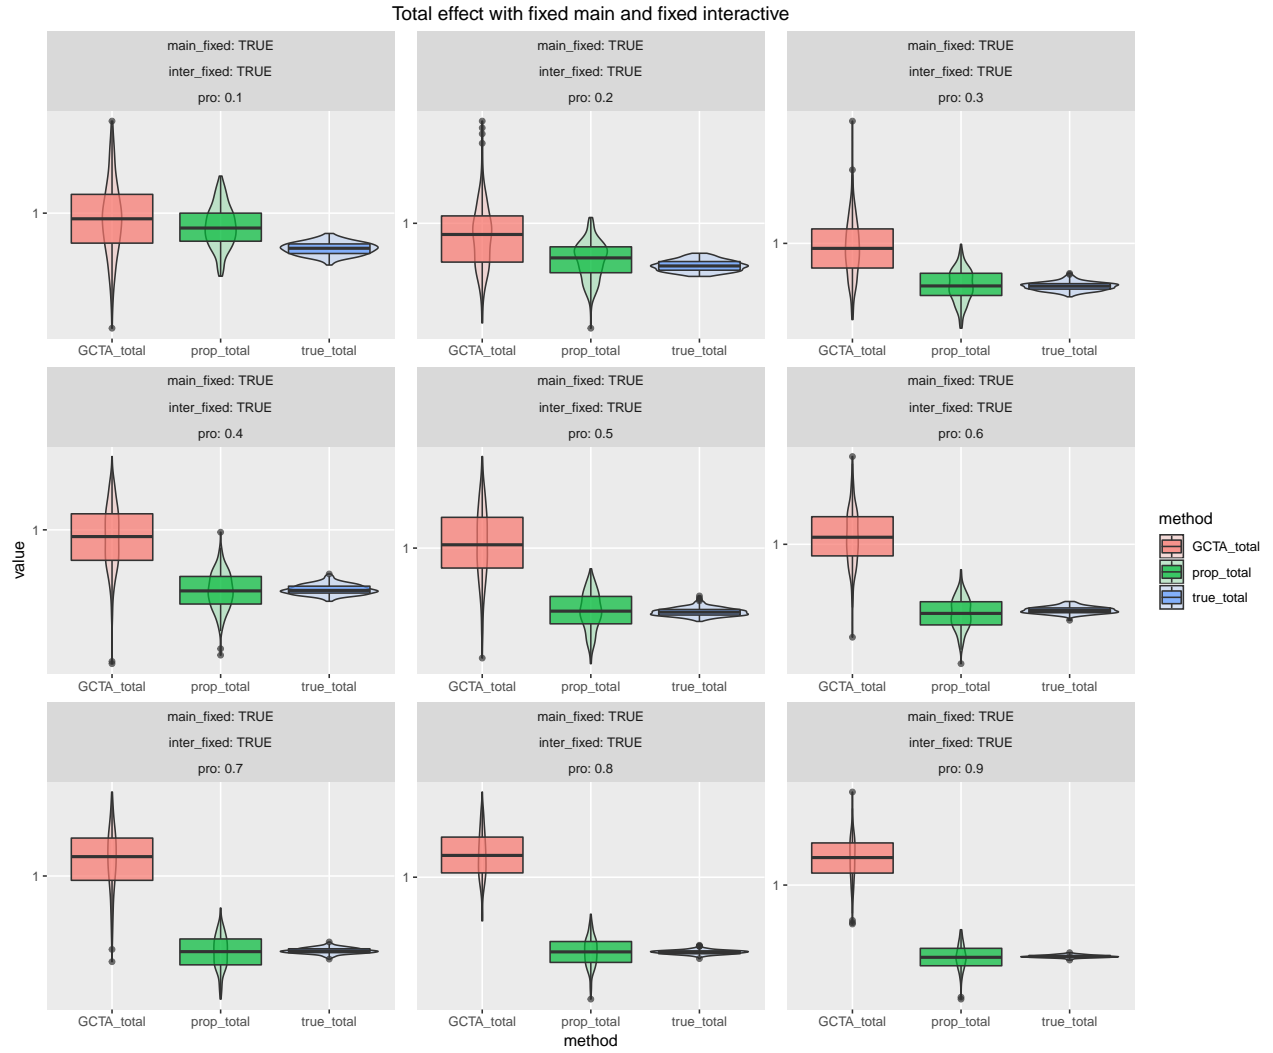 Total effect with fixed main and fixed interactive
main_fixed: TRUE
inter_fixed: TRUE
pro: 0.1
main_fixed: TRUE
inter_fixed: TRUE
pro: 0.2
main_fixed: TRUE
inter_fixed: TRUE
pro: 0.3
1
1
1
GCTA_total prop_total true_total
GCTA_total prop_total true_total
GCTA_total prop_total true_total
main_fixed: TRUE
inter_fixed: TRUE
pro: 0.4
main_fixed: TRUE
inter_fixed: TRUE
pro: 0.5
main_fixed: TRUE
inter_fixed: TRUE
pro: 0.6
1
1
1
GCTA_total prop_total true_total
GCTA_total prop_total true_total
GCTA_total prop_total true_total
main_fixed: TRUE
inter_fixed: TRUE
pro: 0.7
main_fixed: TRUE
inter_fixed: TRUE
pro: 0.8
main_fixed: TRUE
inter_fixed: TRUE
pro: 0.9
1
1
1
GCTA_total prop_total true_total
GCTA_total prop_total true_total
GCTA_total prop_total true_total
value
method
method
GCTA_total
prop_total
true_total